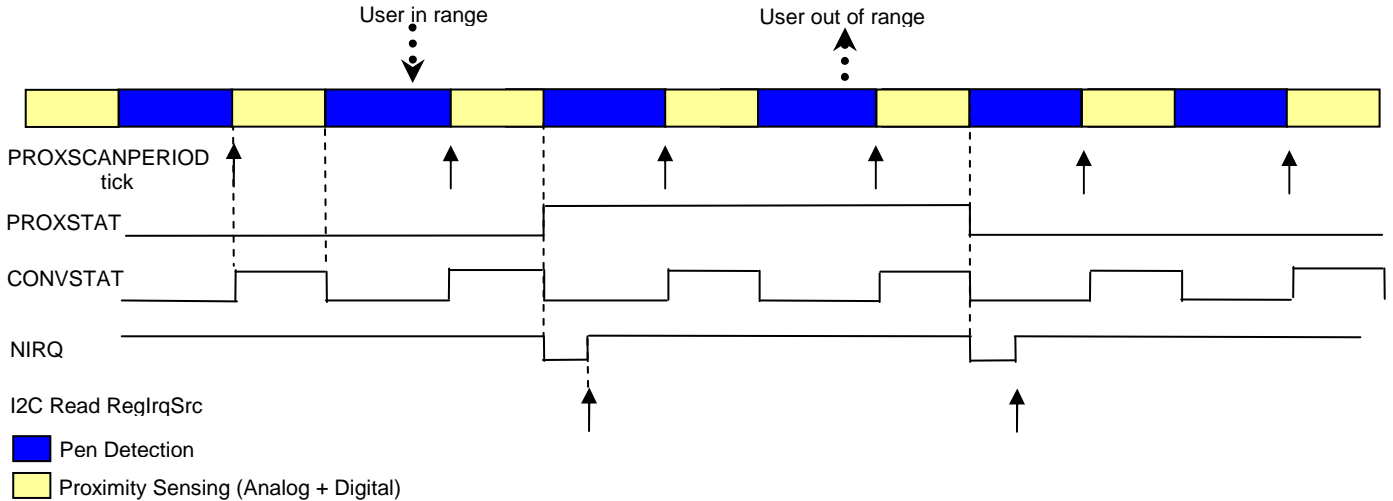 User in range
User out of range
PROXSCANPERIOD
tick
PROXSTAT
CONVSTAT
NIRQ
I2C Read RegIrqSrc
Pen Detection
Proximity Sensing (Analog + Digital)